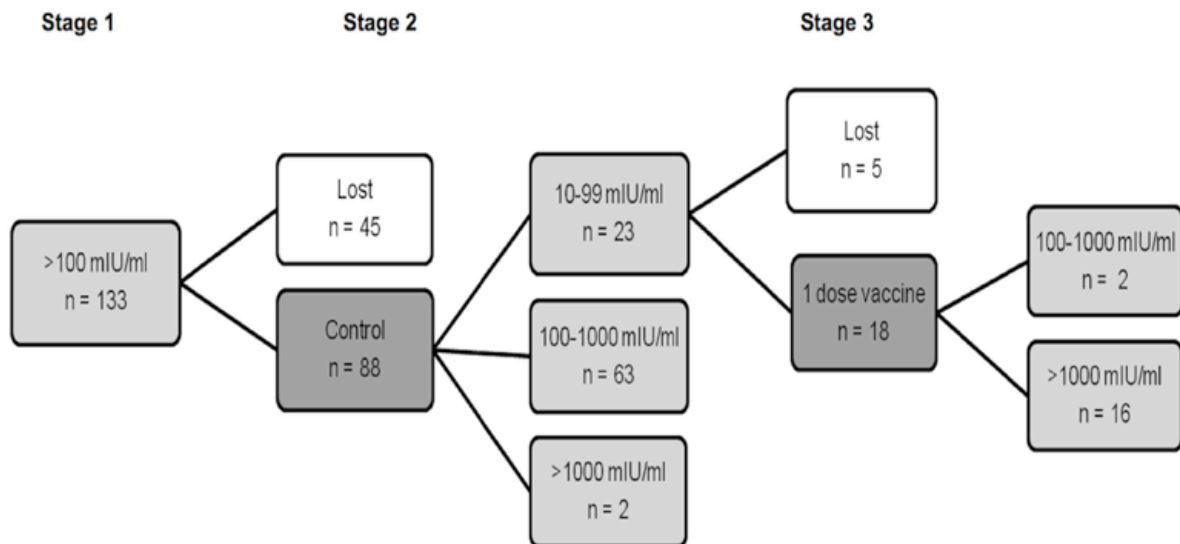 Stage 1
Stage 2
Stage 3
>100 mIU/ml
n = 133
Lost
n = 45
Control
n = 88
10-99 mIU/ml
n = 23
100-1000 mIU/ml
n = 63
>1000 mIU/ml
n = 2
Lost
n = 5
1 dose vaccine
n = 18
100-1000 mIU/ml
n = 2
>1000 mIU/ml
n = 16